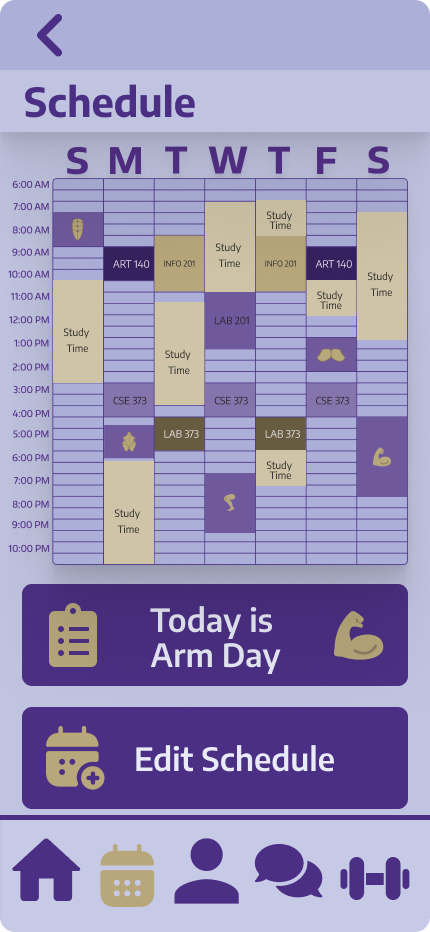 Schedule
S M T W T F S
6:00 AM
7:00 AM
8:00 AM
9:00 AM
10:00 AM
11:00 AM
12:00 PM
1:00 PM
2:00 PM
3:00 PM
4:00 PM
5:00 PM
6:00 PM
7:00 PM
8:00 PM
9:00 PM
10:00 PM
Study
Time
ART 140
CSE 373
Study
Time
INFO 201
Study
Time
LAB 373
Study
Time
LAB 201
CSE 373
Study
Time
INFO 201
LAB 373
Study
Time
ART 140
Study
Time
CSE 373
Study
Time
Today is
Arm Day
Edit Schedule